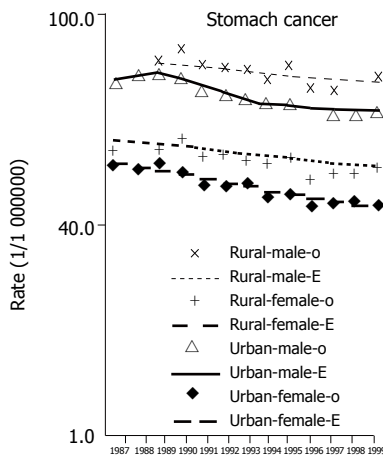 Stomach cancer
100.0
40.0
1.0
Rate (1/1 000000)
Rural-male-o
Rural-male-E
Rural-female-o
Rural-female-E
Urban-male-o
Urban-male-E
Urban-female-o
Urban-female-E
1987 1988 1989 1990 1991 1992 1993 1994 1995 1996 1997 1998 1999